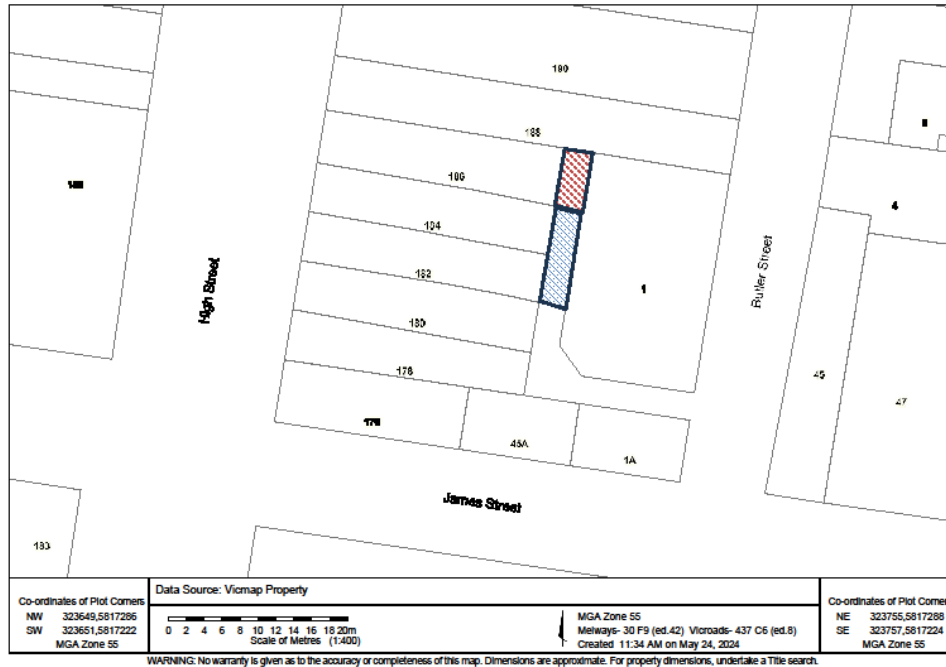 190
188
186
184
182
180
178
High Street
Butler Street
1
4
45
47
45A
1A
James Street
183
Co-ordinates of Plot Corners
NW 323649,5817286
SW 323651,5817222
MGA Zone 55
Data Source: Vicmap Property
0 2 4 6 8 10 12 14 16 18 20m
Scale of Metres (1:400)
MGA Zone 55
Melways- 30 F9 (ed.42) Vicroads- 437 C6 (ed.8)
Created 11:34 AM on May 24, 2024
Co-ordinates of Plot Corners
NE 323755,5817288
SE 323757,5817224
MGA Zone 55
WARNING: No warranty is given as to the accuracy or completeness of this map. Dimensions are approximate. For property dimensions, undertake a Title search.